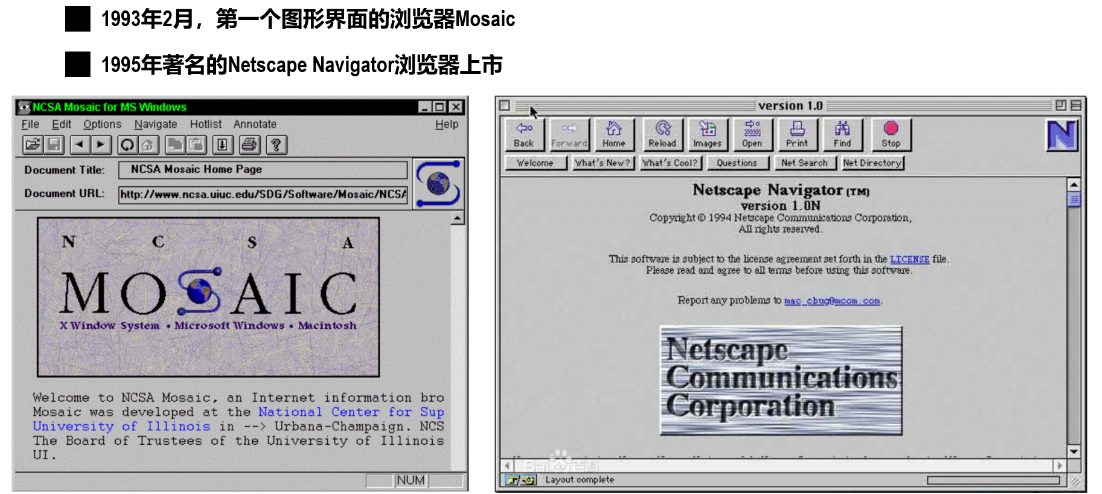 1993年2月，第一个图形界面的浏览器Mosaic
1995年著名的Netscape Navigator浏览器上市
NCSA Mosaic for MS Windows
File Edit Options Navigate Hotlist Annotate Help
Document Title: NCSA Mosaic Home Page
Document URL: http://www.ncsa.uiuc.edu/SDG/Software/Mosaic/NCSA
N C S A
MOSAIC
X Window System • Microsoft Windows • Macintosh
Welcome to NCSA Mosaic, an Internet information bro
Mosaic was developed at the National Center for Sup
University of Illinois in --> Urbana-Champaign. NCS
The Board of Trustees of the University of Illinois
UI.
NUM
version 1.0
Back Forward Home Reload Images Open Print Find Stop
N
Welcome What's New? What's Cool? Questions Net Search Net Directory
Netscape Navigator (TM)
version 1.0N
Copyright © 1994 Netscape Communications Corporation,
All rights reserved.
This software is subject to the license agreement set forth in the LICENSE file.
Please read and agree to all terms before using this software.
Report any problems to mac_cbug@mcom.com.
Netscape
Communications
Corporation
Baidu百科
Layout complete